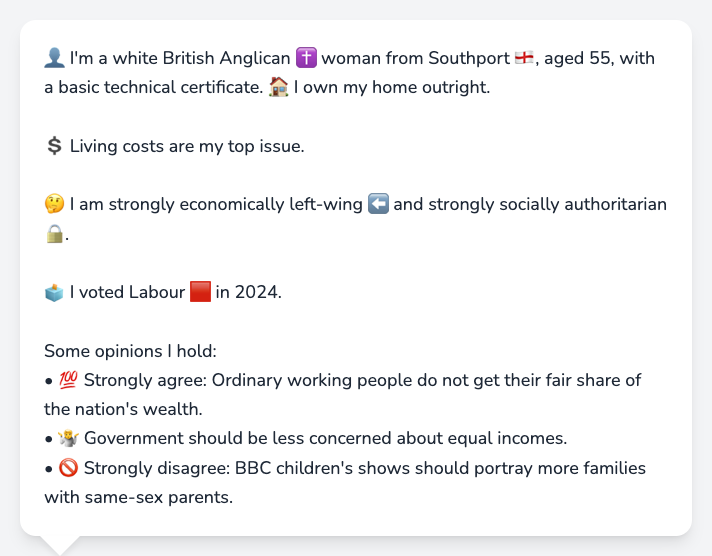 👤 I'm a white British Anglican ✝️ woman from Southport 🏴󠁧󠁢󠁥󠁮󠁧󠁿, aged 55, with
a basic technical certificate. 🏠 I own my home outright.
💲 Living costs are my top issue.
🤔 I am strongly economically left-wing ⬅️ and strongly socially authoritarian
🔒.
🗳️ I voted Labour 🟥 in 2024.
Some opinions I hold:
• 💯 Strongly agree: Ordinary working people do not get their fair share of
the nation's wealth.
• 🤷 Government should be less concerned about equal incomes.
• 🚫 Strongly disagree: BBC children's shows should portray more families
with same-sex parents.